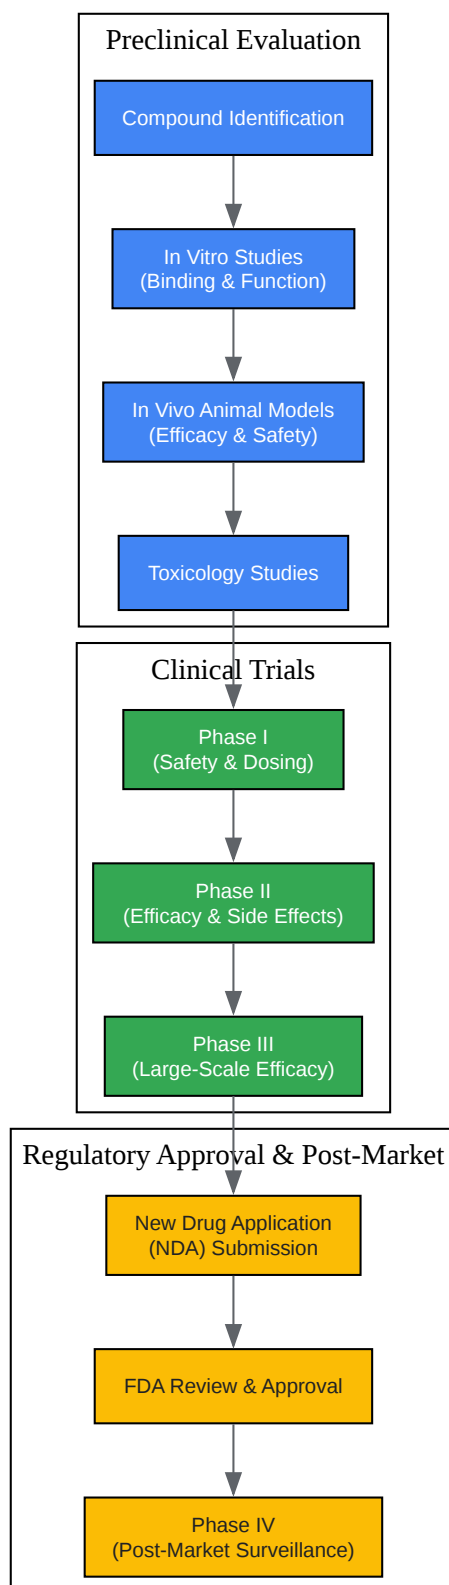 Preclinical Evaluation
Compound Identification
In Vitro Studies
(Binding & Function)
In Vivo Animal Models
(Efficacy & Safety)
Toxicology Studies
Clinical Trials
Phase I
(Safety & Dosing)
Phase II
(Efficacy & Side Effects)
Phase III
(Large-Scale Efficacy)
Regulatory Approval & Post-Market
New Drug Application
(NDA) Submission
FDA Review & Approval
Phase IV
(Post-Market Surveillance)